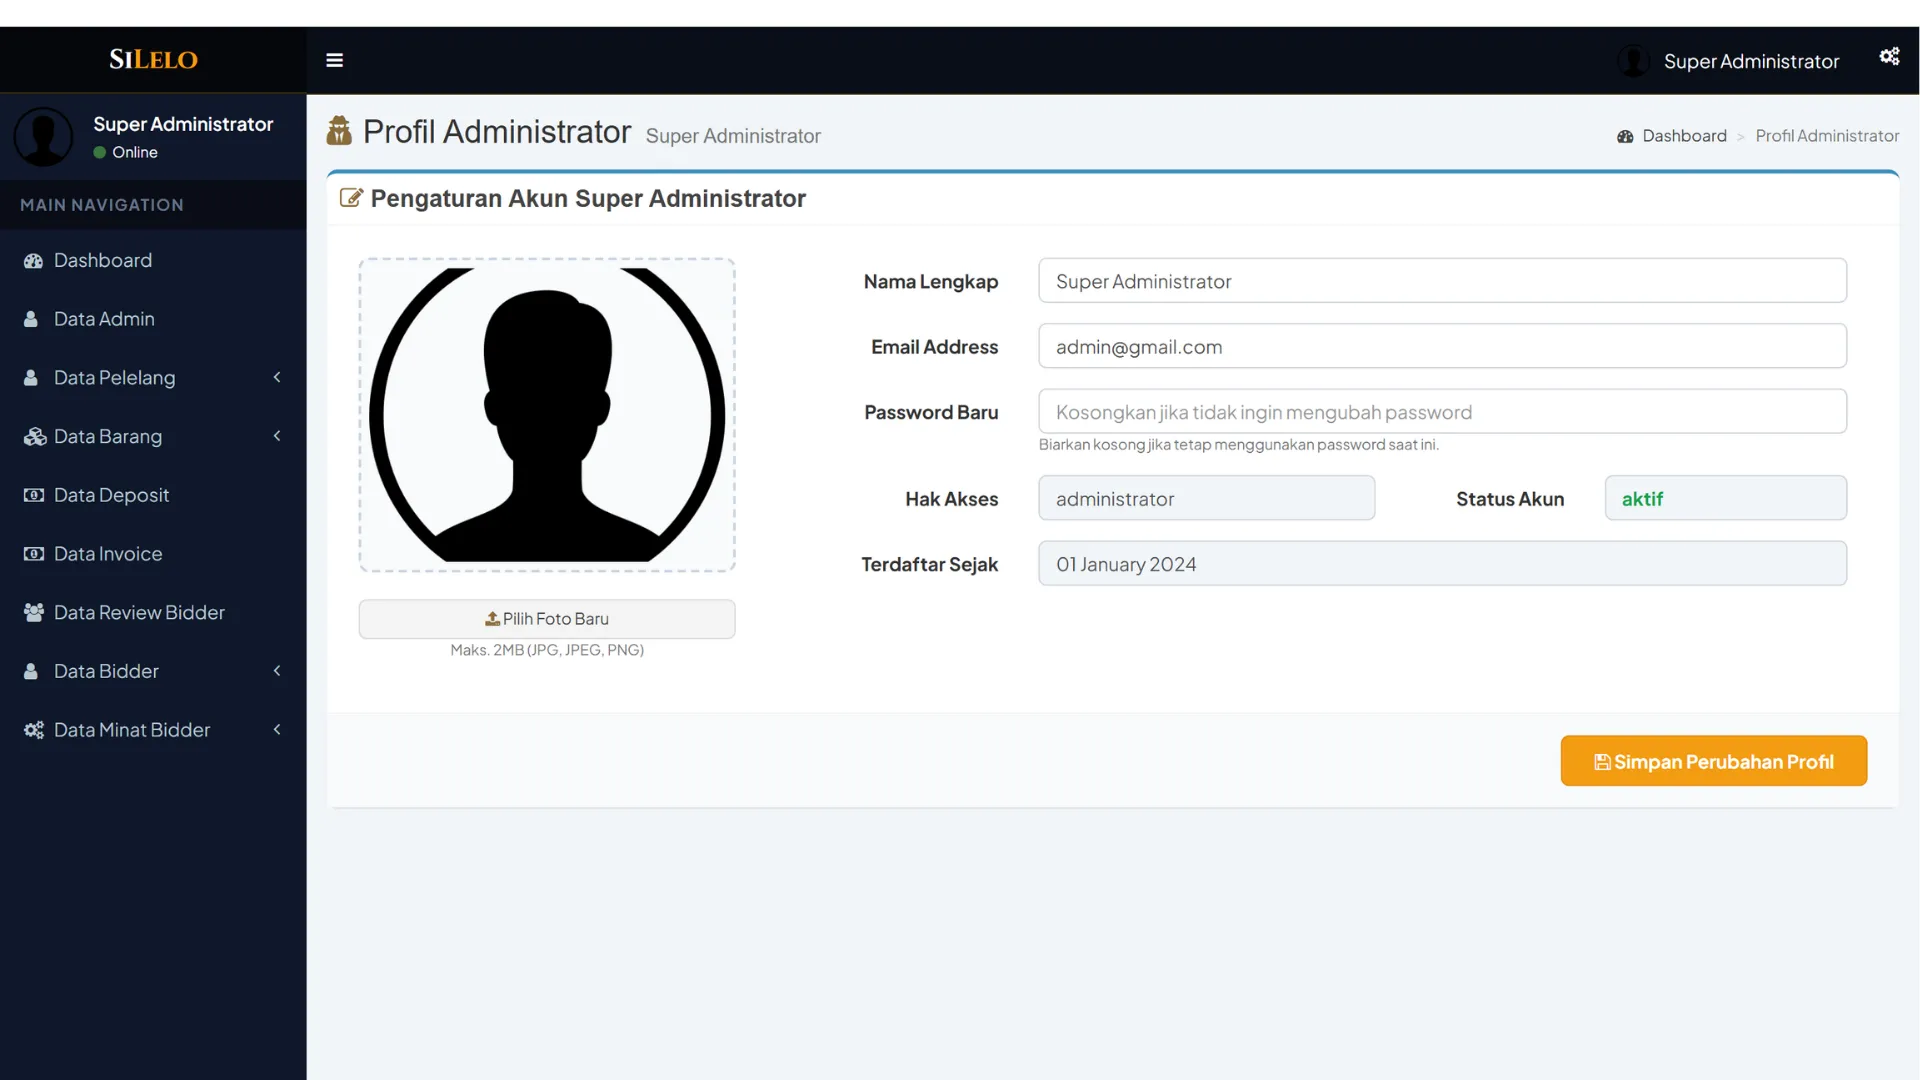 SiLelo
Super Administrator
Super Administrator
Online
MAIN NAVIGATION
Dashboard
Data Admin
Data Pelelang
Data Barang
Data Deposit
Data Invoice
Data Review Bidder
Data Bidder
Data Minat Bidder
Profil Administrator Super Administrator
Dashboard > Profil Administrator
Pengaturan Akun Super Administrator
Pilih Foto Baru
Maks. 2MB (JPG, JPEG, PNG)
Nama Lengkap Super Administrator
Email Address admin@gmail.com
Password Baru Kosongkan jika tidak ingin mengubah password
Biarkan kosong jika tetap menggunakan password saat ini.
Hak Akses administrator Status Akun aktif
Terdaftar Sejak 01 January 2024
Simpan Perubahan Profil